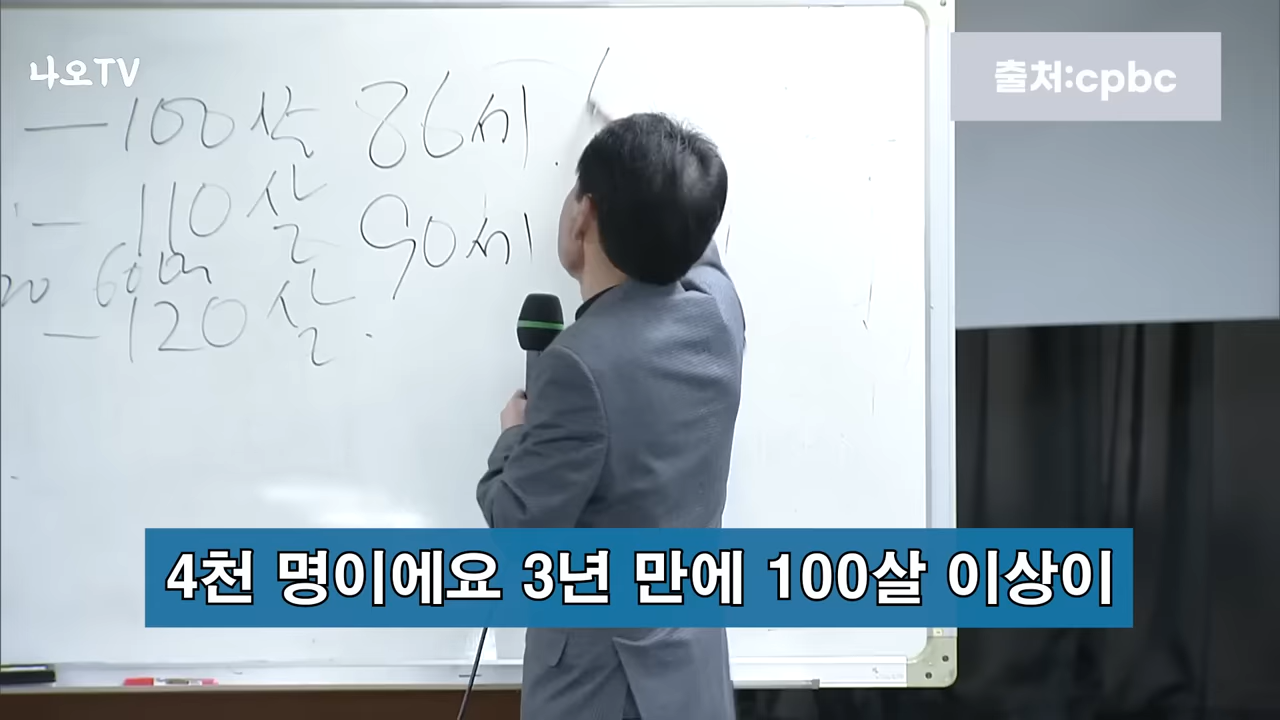 나오TV
출처:cpbc
—100살 86세.
— 110살 90세
20 60
—120살.
4천 명이에요 3년 만에 100살 이상이